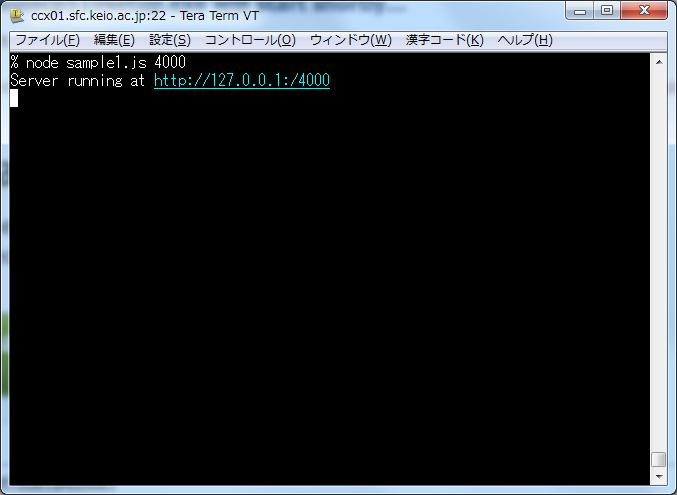 ccx01.sfc.keio.ac.jp:22 - Tera Term VT
ファイル(F) 編集(E) 設定(S) コントロール(O) ウィンドウ(W) 漢字コード(K) ヘルプ(H)
% node sample1.js 4000
Server running at http://127.0.0.1:/4000